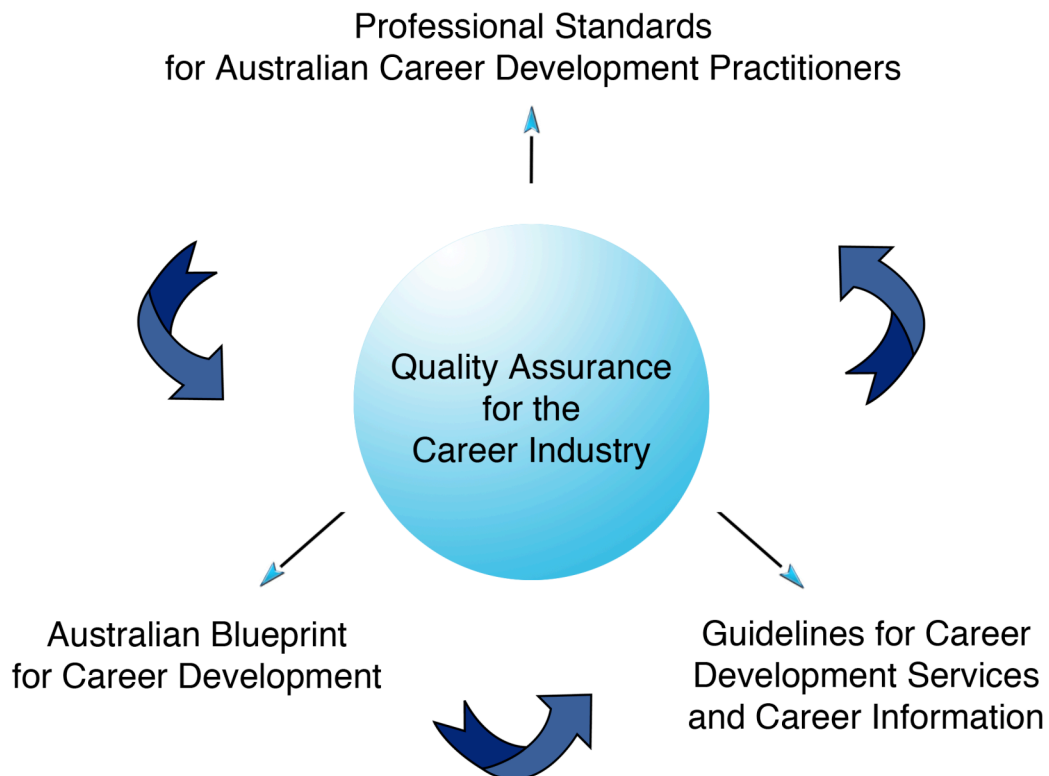 Professional Standards
for Australian Career Development Practitioners
Quality Assurance
for the
Career Industry
Australian Blueprint
for Career Development
Guidelines for Career
Development Services
and Career Information